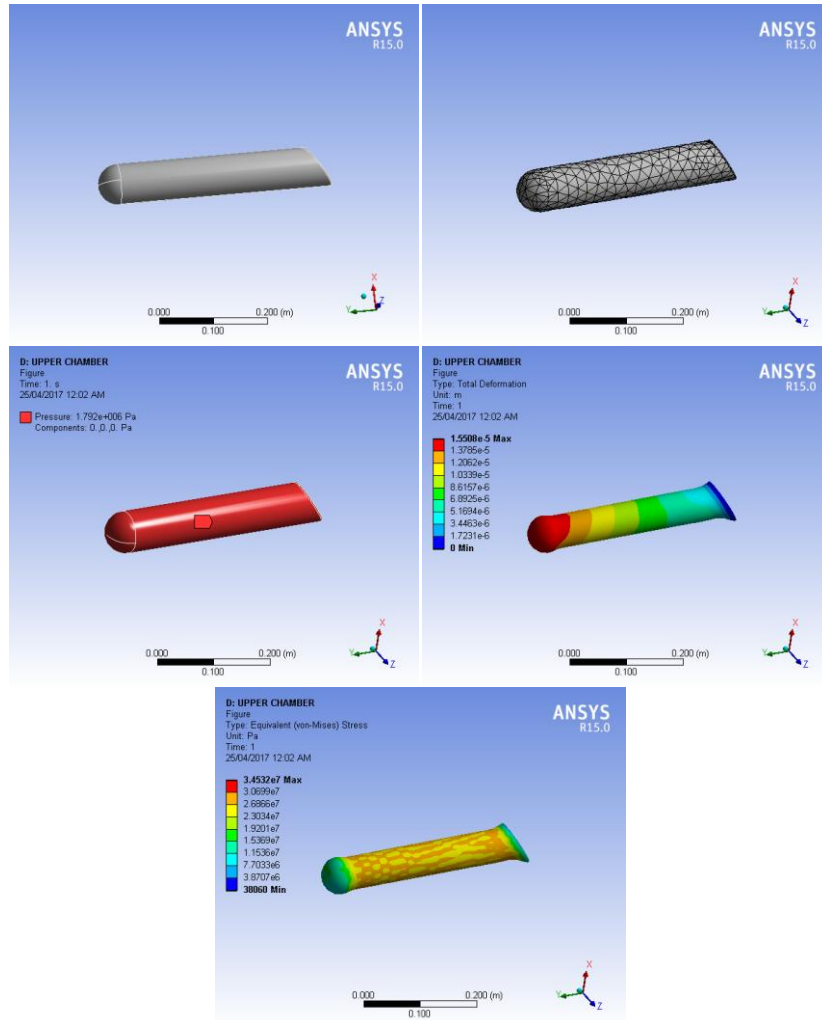 ANSYS
R15.0
X
Y
Z
0.000
0.200 (m)
0.100
ANSYS
R15.0
X
Y
Z
0.000
0.200 (m)
0.100
D: UPPER CHAMBER
Figure
Time: 1. s
25/04/2017 12:02 AM
Pressure: 1.792e+006 Pa
Components: 0.,0.,0. Pa
ANSYS
R15.0
X
Y
Z
0.000
0.200 (m)
0.100
D: UPPER CHAMBER
Figure
Type: Total Deformation
Unit: m
Time: 1
25/04/2017 12:02 AM
1.5508e-5 Max
1.3785e-5
1.2062e-5
1.0339e-5
8.6157e-6
6.8925e-6
5.1694e-6
3.4463e-6
1.7231e-6
0 Min
ANSYS
R15.0
X
Y
Z
0.000
0.200 (m)
0.100
D: UPPER CHAMBER
Figure
Type: Equivalent (von-Mises) Stress
Unit: Pa
Time: 1
25/04/2017 12:02 AM
3.4532e7 Max
3.0699e7
2.6866e7
2.3034e7
1.9201e7
1.5369e7
1.1536e7
7.7033e6
3.8707e6
38060 Min
ANSYS
R15.0
X
Y
Z
0.000
0.200 (m)
0.100